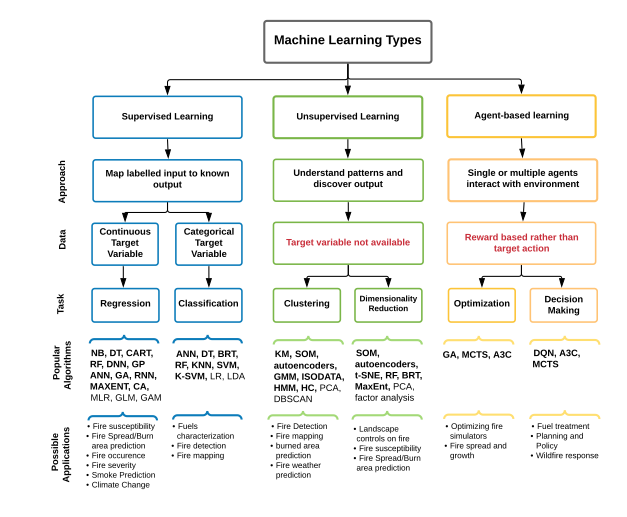 Machine Learning Types
Supervised Learning
Unsupervised Learning
Agent-based learning
Approach
Map labelled input to known
output
Understand patterns and
discover output
Single or multiple agents
interact with environment
Data
Continuous
Target
Variable
Categorical
Target
Variable
Target variable not available
Reward based rather than
target action
Task
Regression
Classification
Clustering
Dimensionality
Reduction
Optimization
Decision
Making
Popular
Algorithms
NB, DT, CART,
RF, DNN, GP
ANN, GA, RNN,
MAXENT, CA,
MLR, GLM, GAM
ANN, DT, BRT,
RF, KNN, SVM,
K-SVM, LR, LDA
KM, SOM,
autoencoders,
GMM, ISODATA,
HMM, HC, PCA,
DBSCAN
SOM,
autoencoders,
t-SNE, RF, BRT,
MaxEnt, PCA,
factor analysis
GA, MCTS, A3C
DQN, A3C,
MCTS
Possible
Applications
• Fire susceptibility
• Fire Spread/Burn
area prediction
• Fire occurence
• Fire severity
• Smoke Prediction
• Climate Change
• Fuels
characterization
• Fire detection
• Fire mapping
• Fire Detection
• Fire mapping
• burned area
prediction
• Fire weather
prediction
• Landscape
controls on fire
• Fire susceptibility
• Fire Spread/Burn
area prediction
• Optimizing fire
simulators
• Fire spread and
growth
• Fuel treatment
• Planning and
Policy
• Wildfire response